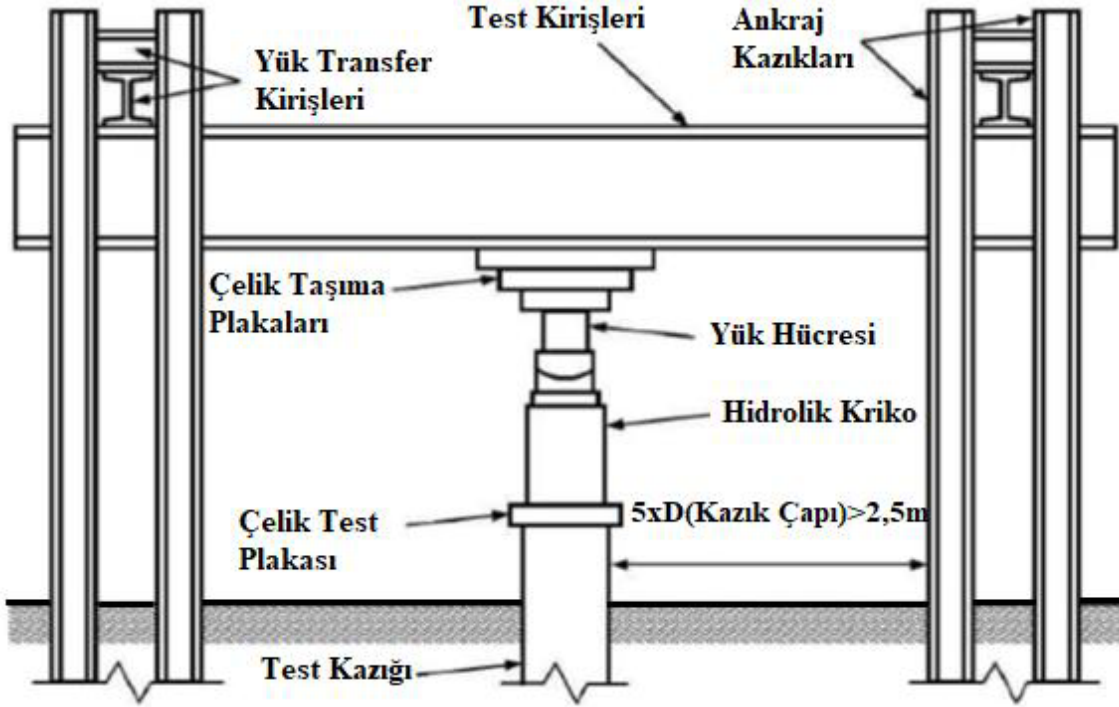 Test Kirişleri
Ankraj
Kazıkları
Yük Transfer
Kirişleri
Çelik Taşıma
Plakaları
Yük Hücresi
Hidrolik Kriko
Çelik Test
Plakası
5xD(Kazık Çapı)>2,5m
Test Kazığı